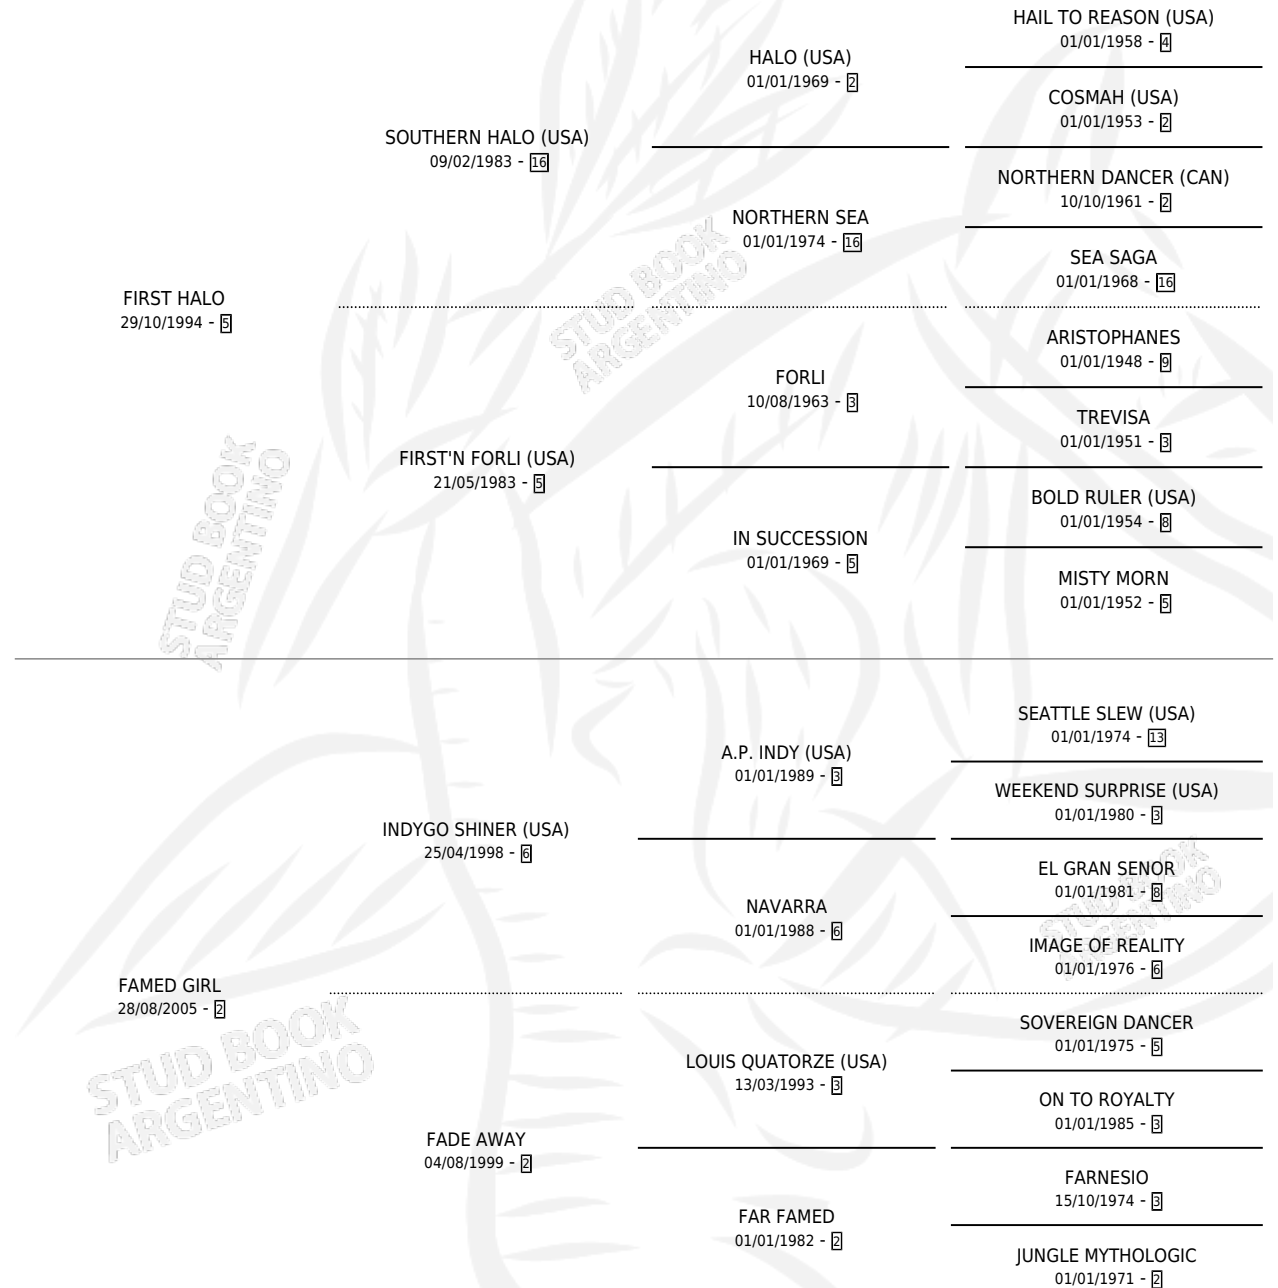 HAIL TO REASON (USA)
01/01/1958 - 4
HALO (USA)
01/01/1969 - 2
COSMAH (USA)
01/01/1953 - 2
SOUTHERN HALO (USA)
09/02/1983 - 16
NORTHERN DANCER (CAN)
10/10/1961 - 2
NORTHERN SEA
01/01/1974 - 16
SEA SAGA
01/01/1968 - 16
FIRST HALO
29/10/1994 - 5
STUD BOOK
ARGENTINO
ARISTOPHANES
01/01/1948 - 9
FORLI
10/08/1963 - 3
TREVISA
01/01/1951 - 3
FIRST'N FORLI (USA)
21/05/1983 - 5
BOLD RULER (USA)
01/01/1954 - 8
IN SUCCESSION
01/01/1969 - 5
MISTY MORN
01/01/1952 - 5
STUD BOOK
ARGENTINO
SEATTLE SLEW (USA)
01/01/1974 - 13
A.P. INDY (USA)
01/01/1989 - 3
WEEKEND SURPRISE (USA)
01/01/1980 - 3
INDYGO SHINER (USA)
25/04/1998 - 6
EL GRAN SENOR
01/01/1981 - 8
NAVARRA
01/01/1988 - 6
STUD BOOK
ARGENTINO
IMAGE OF REALITY
01/01/1976 - 6
FAMED GIRL
28/08/2005 - 2
SOVEREIGN DANCER
01/01/1975 - 5
LOUIS QUATORZE (USA)
13/03/1993 - 3
ON TO ROYALTY
01/01/1985 - 3
STUD BOOK
ARGENTINO
FADE AWAY
04/08/1999 - 2
FARNESIO
15/10/1974 - 3
FAR FAMED
01/01/1982 - 2
JUNGLE MYTHOLOGIC
01/01/1971 - 2